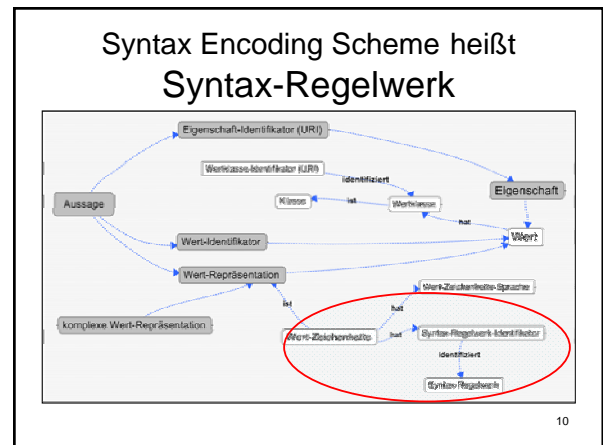 Syntax Encoding Scheme heißt
Syntax-Regelwerk
Eigenschaft-Identifikator (URI)
Wertklasse-Identifikator (URI)
identifiziert
Eigenschaft
Aussage
Klasse
ist
Wertklasse
hat
Wert
Wert-Identifikator
Wert-Repräsentation
Wert-Zeichenkette-Sprache
ist
hat
komplexe Wert-Repräsentation
Wert-Zeichenkette
hat
Syntax-Regelwerk-Identifikator
identifiziert
Syntax-Regelwerk
10